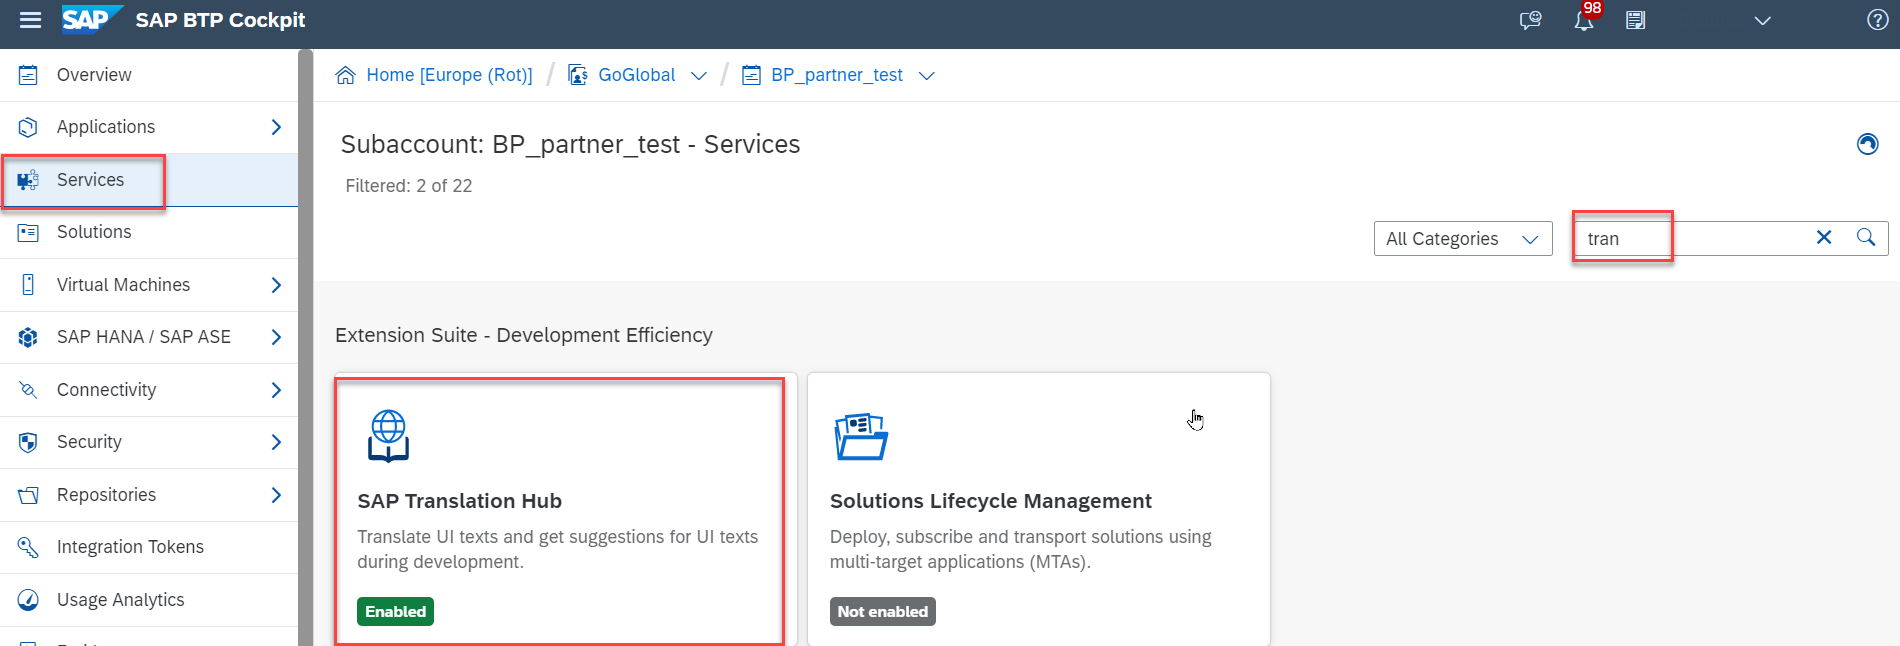 SAP SAP BTP Cockpit 98
Overview
Applications
Services
Solutions
Virtual Machines
SAP HANA / SAP ASE
Connectivity
Security
Repositories
Integration Tokens
Usage Analytics
Home [Europe (Rot)] / GoGlobal / BP_partner_test
Subaccount: BP_partner_test - Services
Filtered: 2 of 22
All Categories tran
Extension Suite - Development Efficiency
SAP Translation Hub
Translate UI texts and get suggestions for UI texts
during development.
Enabled
Solutions Lifecycle Management
Deploy, subscribe and transport solutions using
multi-target applications (MTAs).
Not enabled